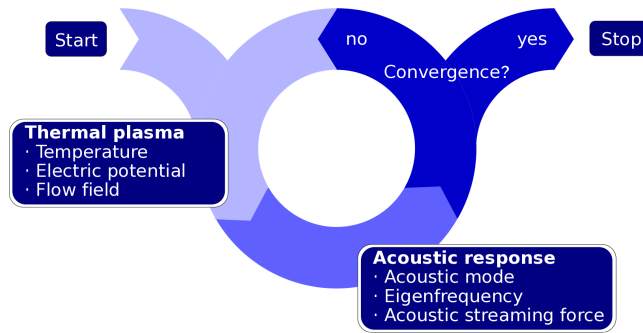 Start
no
yes
Stop
Convergence?
Thermal plasma
· Temperature
· Electric potential
· Flow field
Acoustic response
· Acoustic mode
· Eigenfrequency
· Acoustic streaming force